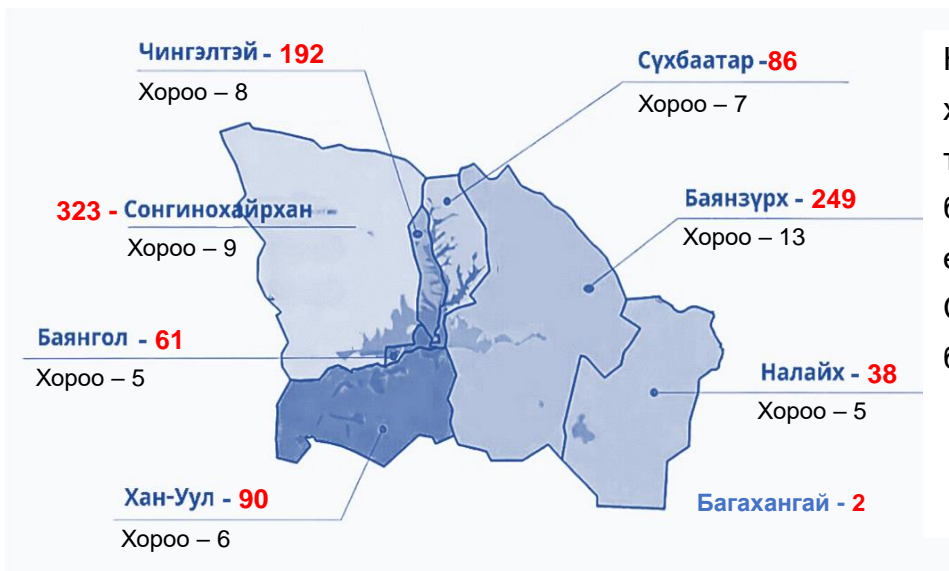 Чингэлтэй - 192
Хороо – 8
Сүхбаатар -86
Хороо – 7
323 - Сонгинохайрхан
Хороо – 9
Баянзүрх - 249
Хороо – 13
Баянгол - 61
Хороо – 5
Налайх - 38
Хороо – 5
Хан-Уул - 90
Хороо – 6
Багахангай - 2